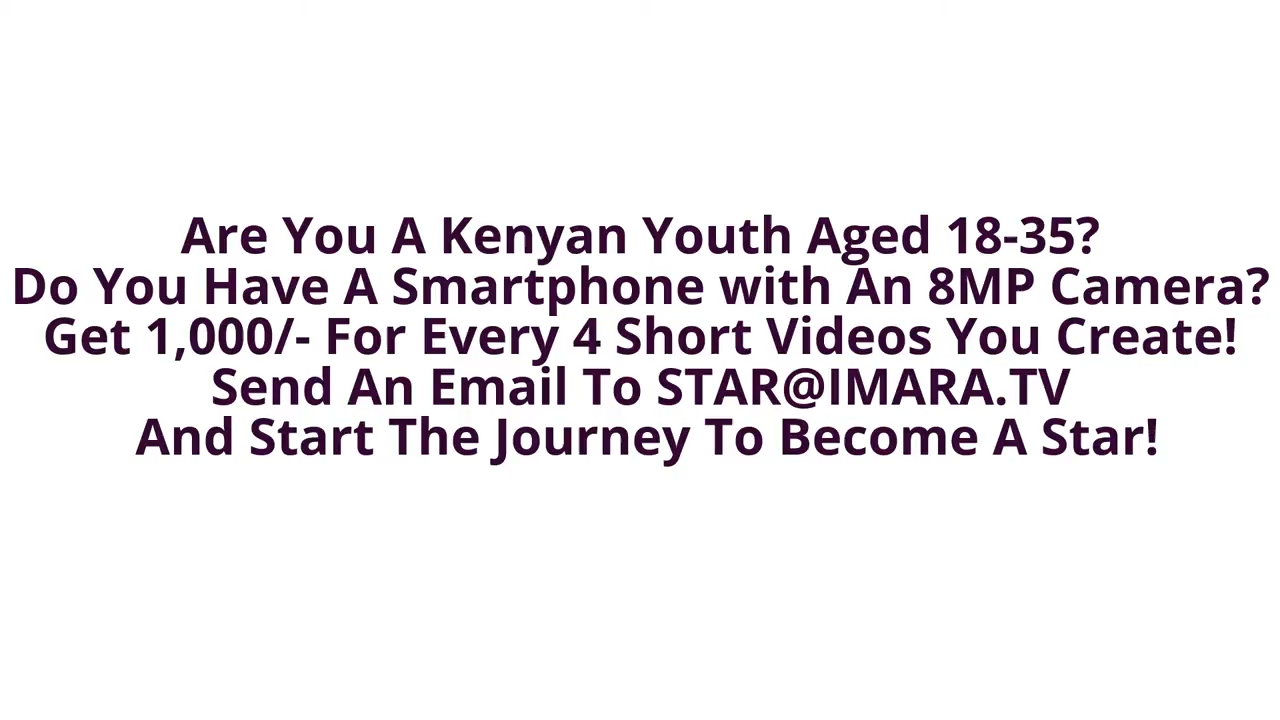 Are You A Kenyan Youth Aged 18-35?
Do You Have A Smartphone with An 8MP Camera?
Get 1,000/- For Every 4 Short Videos You Create!
Send An Email To STAR@IMARA.TV
And Start The Journey To Become A Star!